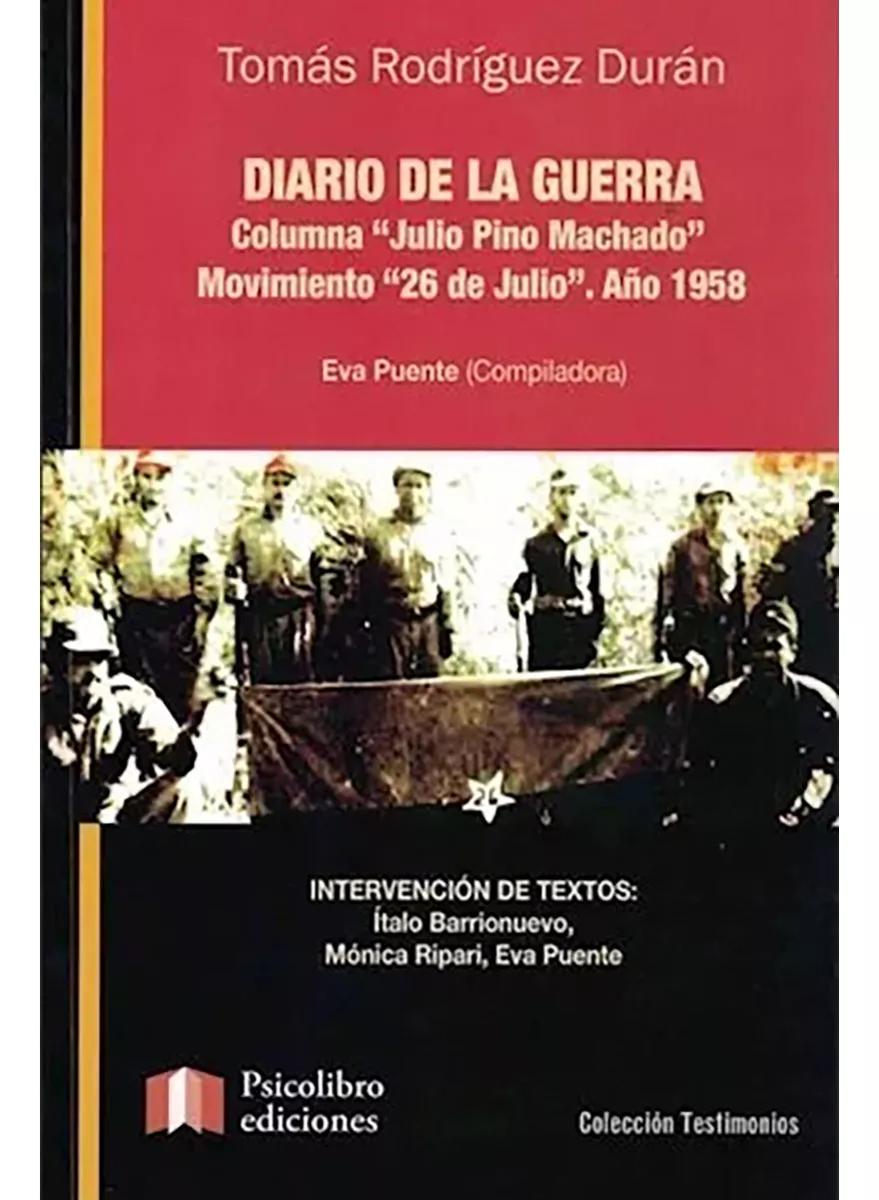 Tomás Rodríguez Durán
DIARIO DE LA GUERRA
Columna “Julio Pino Machado”
Movimiento “26 de Julio”. Año 1958
Eva Puente (Compiladora)
26
INTERVENCIÓN DE TEXTOS:
Ítalo Barrionuevo,
Mónica Ripari, Eva Puente
Psicolibro
ediciones
Colección Testimonios